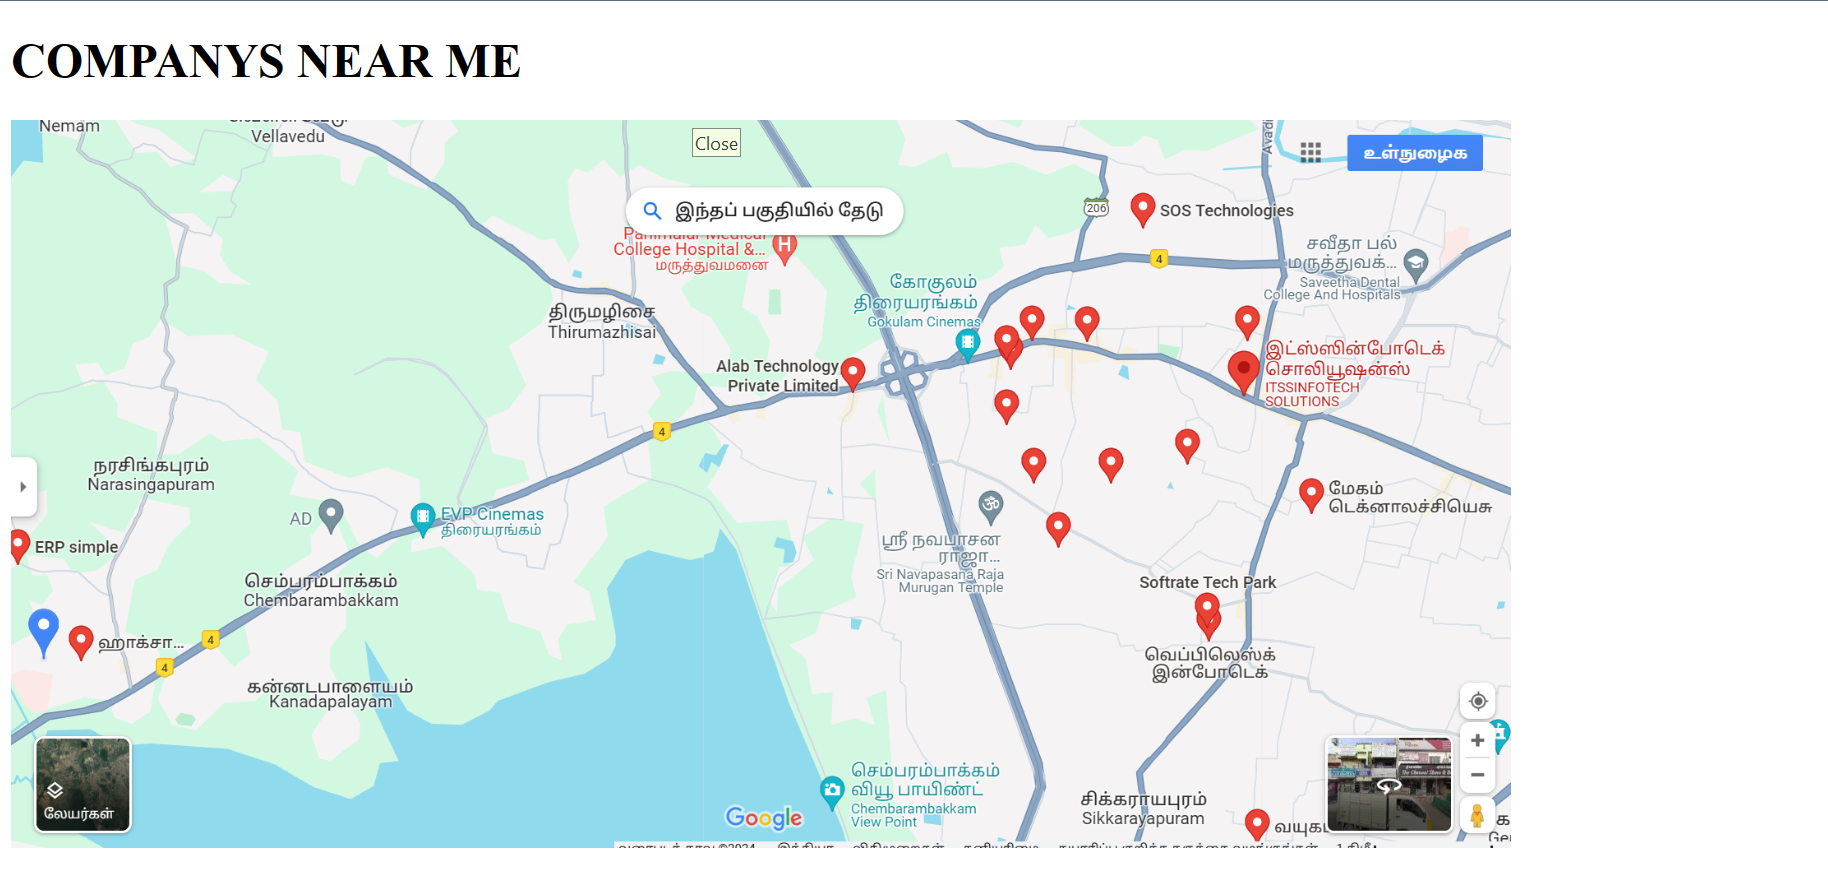 COMPANYS NEAR ME
Nemam
Vellavedu
Close
Avadi
உள்நுழைக
இந்தப் பகுதியில் தேடு
206
SOS Technologies
Panimalar Medical
College Hospital &...
மருத்துவமனை
4
சவீதா பல்
மருத்துவக்...
Saveetha Dental
College And Hospitals
கோகுலம்
திரையரங்கம்
Gokulam Cinemas
திருமழிசை
Thirumazhisai
Alab Technology
Private Limited
இட்ஸ்ஸின்போடெக்
சொலியூஷன்ஸ்
ITSSINFOTECH
SOLUTIONS
4
நரசிங்கபுரம்
Narasingapuram
மேகம்
டெக்னாலச்சியெசு
AD
EVP Cinemas
திரையரங்கம்
ERP simple
ஸ்ரீ நவபாசன
ராஜா...
Sri Navapasana Raja
Murugan Temple
செம்பரம்பாக்கம்
Chembarambakkam
Softrate Tech Park
4
ஹாக்சா...
வெப்பிலெஸ்க்
இன்போடெக்
4
கன்னடபாளையம்
Kanadapalayam
லேயர்கள்
செம்பரம்பாக்கம்
வியூ பாயிண்ட்
Chembarambakkam
View Point
Google
சிக்கராயபுரம்
Sikkarayapuram